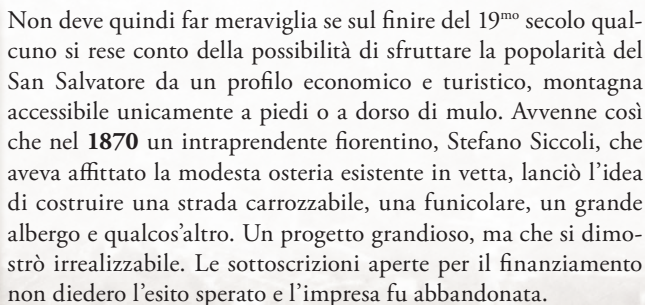 Non deve quindi far meraviglia se sul finire del 19ᵐᵒ secolo qual-
cuno si rese conto della possibilità di sfruttare la popolarità del
San Salvatore da un profilo economico e turistico, montagna
accessibile unicamente a piedi o a dorso di mulo. Avvenne così
che nel 1870 un intraprendente fiorentino, Stefano Siccoli, che
aveva affittato la modesta osteria esistente in vetta, lanciò l'idea
di costruire una strada carrozzabile, una funicolare, un grande
albergo e qualcos'altro. Un progetto grandioso, ma che si dimo-
strò irrealizzabile. Le sottoscrizioni aperte per il finanziamento
non diedero l'esito sperato e l'impresa fu abbandonata.